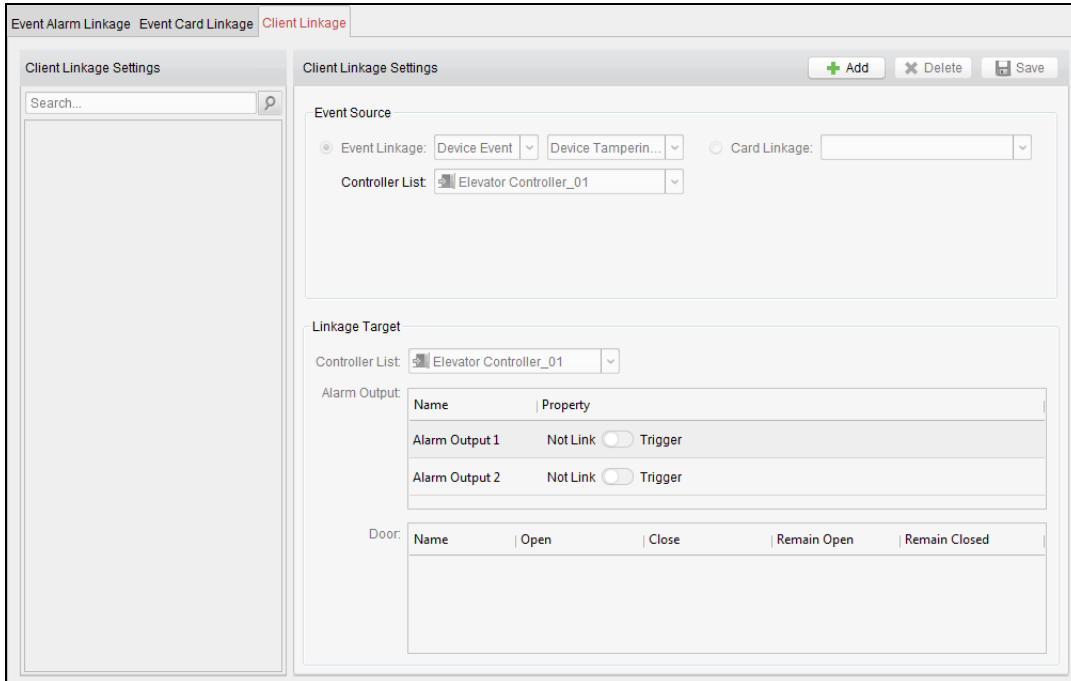 Event Alarm Linkage Event Card Linkage Client Linkage
Client Linkage Settings
Search...
Client Linkage Settings
Add Delete Save
Event Source
Event Linkage: Device Event Device Tamperin... Card Linkage:
Controller List: Elevator Controller_01
Linkage Target
Controller List: Elevator Controller_01
Alarm Output:
Name Property
Alarm Output 1 Not Link Trigger
Alarm Output 2 Not Link Trigger
Door:
Name Open Close Remain Open Remain Closed